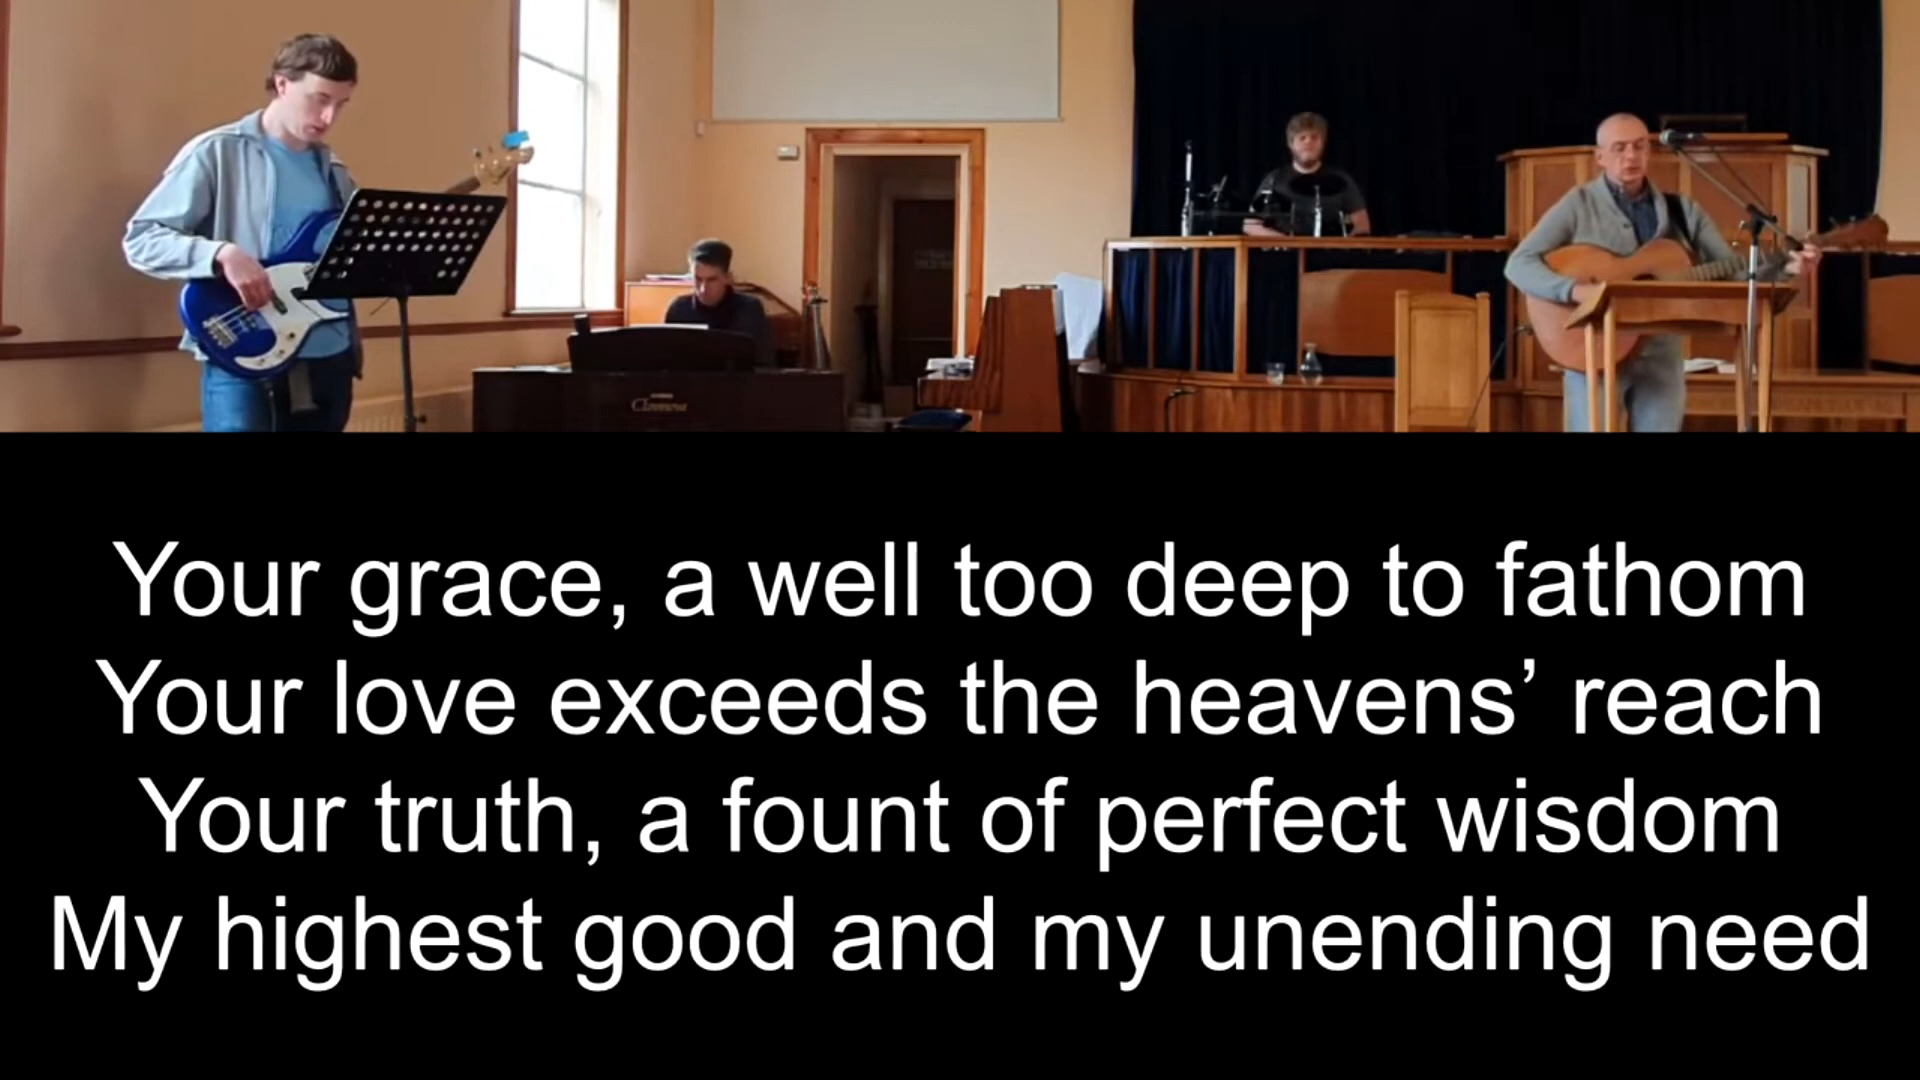 Clavinova
Your grace, a well too deep to fathom
Your love exceeds the heavens’ reach
Your truth, a fount of perfect wisdom
My highest good and my unending need